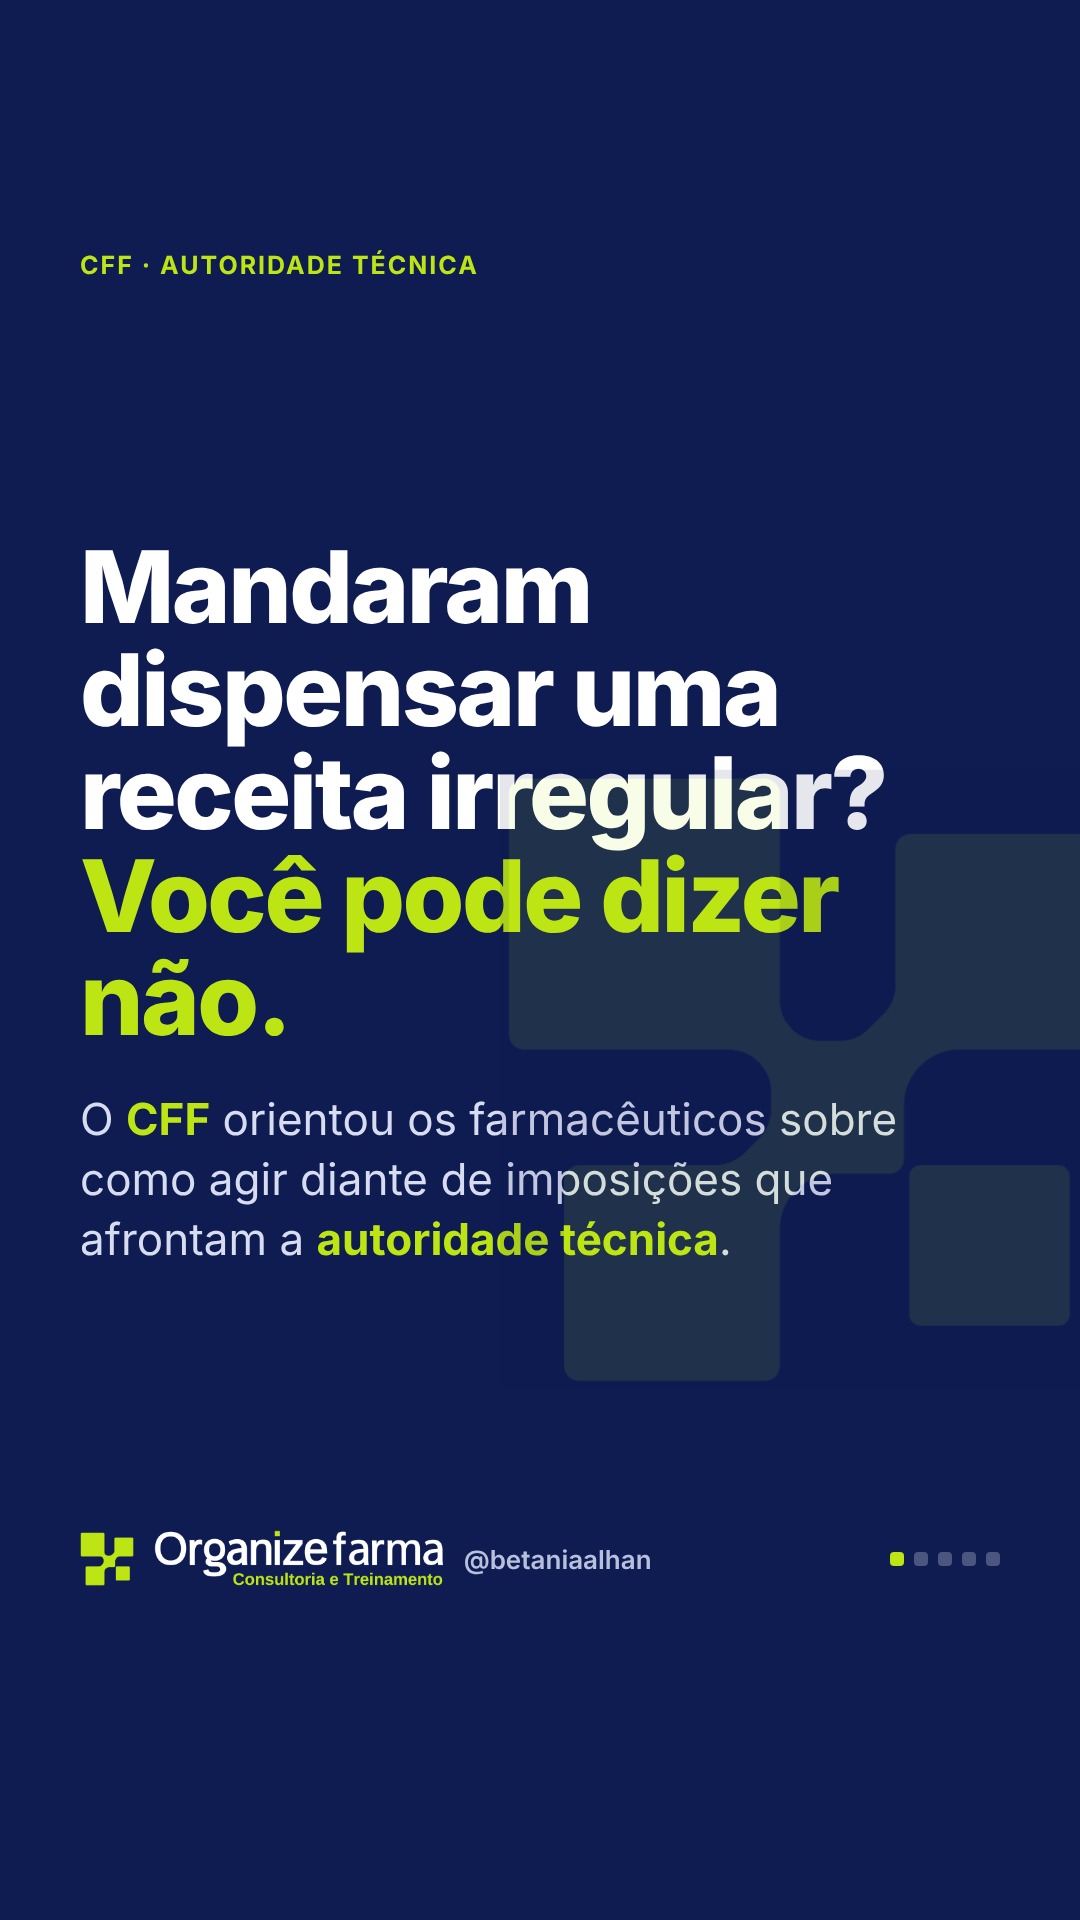 CFF · AUTORIDADE TÉCNICA
Mandaram
dispensar uma
receita irregular?
Você pode dizer
não.
O CFF orientou os farmacêuticos sobre
como agir diante de imposições que
afrontam a autoridade técnica.
Organizefarma
Consultoria e Treinamento
@betaniaalhan